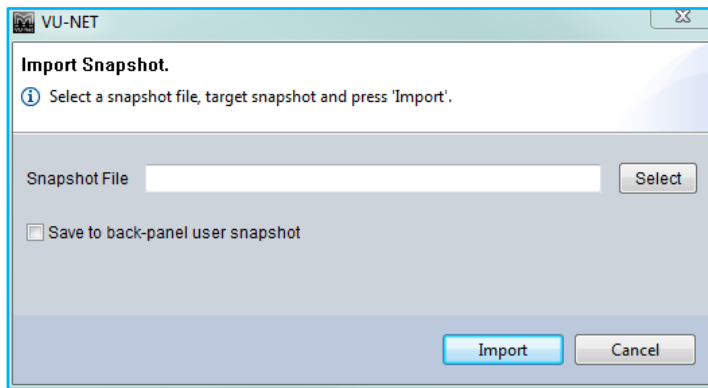 VU-NET
Import Snapshot.
Select a snapshot file, target snapshot and press 'Import'.
Snapshot File
Select
Save to back-panel user snapshot
Import
Cancel